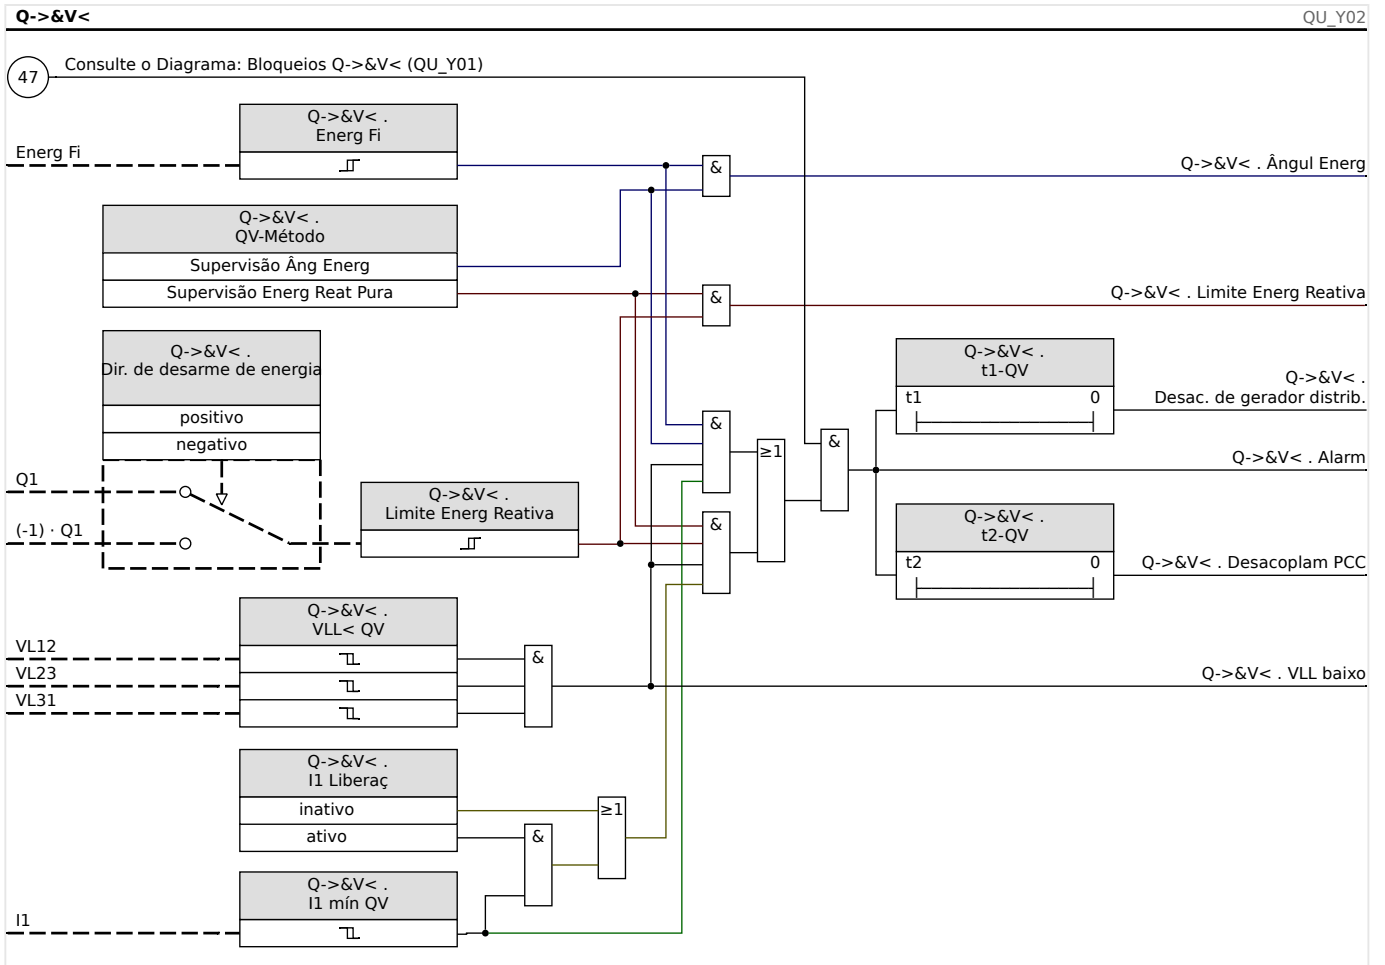 Q->&V<
QU_Y02
47
Consulte o Diagrama: Bloqueios Q->&V< (QU_Y01)
Q->&V< .
Energ Fi
Energ Fi
&
Q->&V< . Ângul Energ
Q->&V< .
QV-Método
Supervisão Âng Energ
Supervisão Energ Reat Pura
&
Q->&V< . Limite Energ Reativa
Q->&V< .
Dir. de desarme de energia
positivo
negativo
Q->&V< .
t1-QV
t1 0
Q->&V< .
Desac. de gerador distrib.
&
≥1
&
Q->&V< . Alarm
Q1
(-1) · Q1
Q->&V< .
Limite Energ Reativa
&
Q->&V< .
t2-QV
t2 0
Q->&V< . Desacoplam PCC
Q->&V< .
VLL< QV
VL12
VL23
VL31
&
Q->&V< . VLL baixo
Q->&V< .
I1 Liberaç
inativo
ativo
≥1
&
Q->&V< .
I1 mín QV
I1